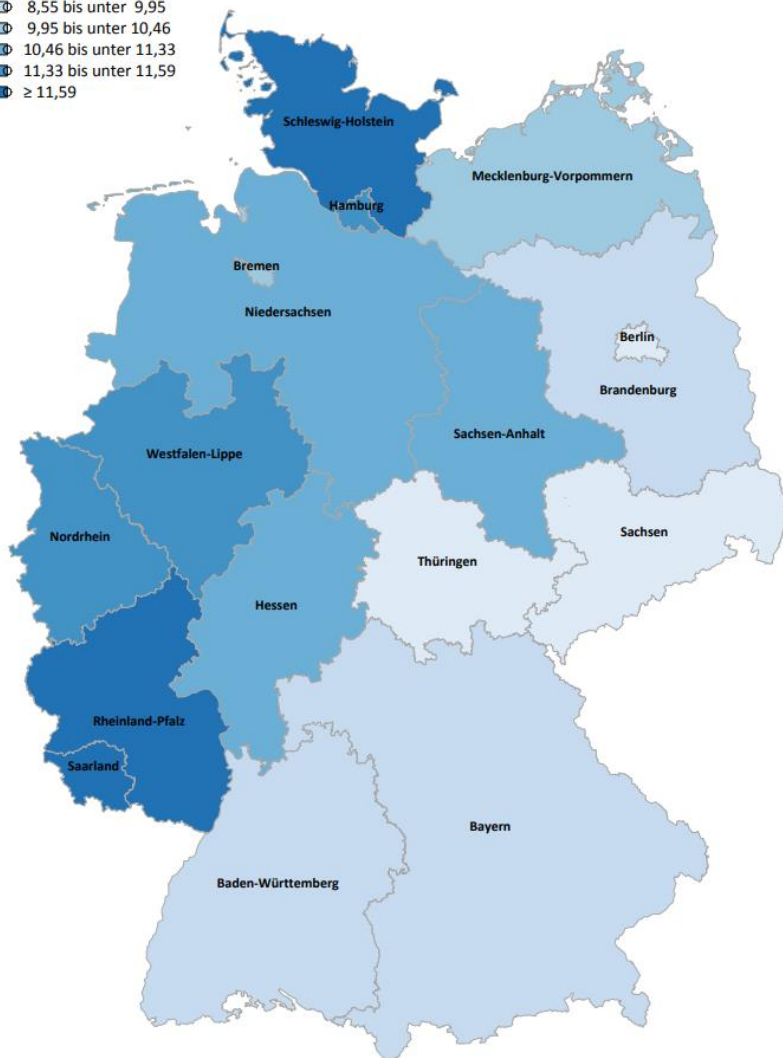 8,55 bis unter 9,95
9,95 bis unter 10,46
10,46 bis unter 11,33
11,33 bis unter 11,59
≥ 11,59
Schleswig-Holstein
Mecklenburg-Vorpommern
Hamburg
Bremen
Niedersachsen
Berlin
Brandenburg
Sachsen-Anhalt
Westfalen-Lippe
Nordrhein
Sachsen
Thüringen
Hessen
Rheinland-Pfalz
Saarland
Bayern
Baden-Württemberg